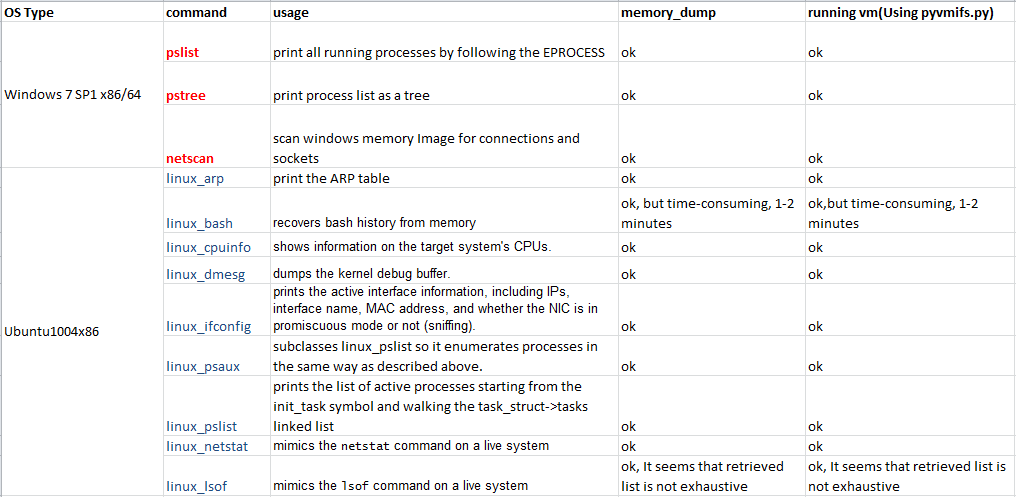 OS Type command usage memory_dump running vm(Using pyvmifs.py)
pslist print all running processes by following the EPROCESS ok ok
Windows 7 SP1 x86/64 pstree print process list as a tree ok ok
scan windows memory Image for connections and
netscan sockets ok ok
linux_arp print the ARP table ok ok
ok, but time-consuming, 1-2 ok,but time-consuming, 1-2
linux_bash recovers bash history from memory minutes minutes
linux_cpuinfo shows information on the target system's CPUs. ok ok
linux_dmesg dumps the kernel debug buffer. ok ok
prints the active interface information, including IPs,
interface name, MAC address, and whether the NIC is in
Ubuntu1004x86 linux_ifconfig promiscuous mode or not (sniffing). ok ok
subclasses linux_pslist so it enumerates processes in
linux_psaux the same way as described above. ok ok
prints the list of active processes starting from the
init_task symbol and walking the task_struct->tasks
linux_pslist linked list ok ok
linux_netstat mimics the netstat command on a live system ok ok
ok, It seems that retrieved ok, It seems that retrieved list is
linux_lsof mimics the lsof command on a live system list is not exhaustive not exhaustive